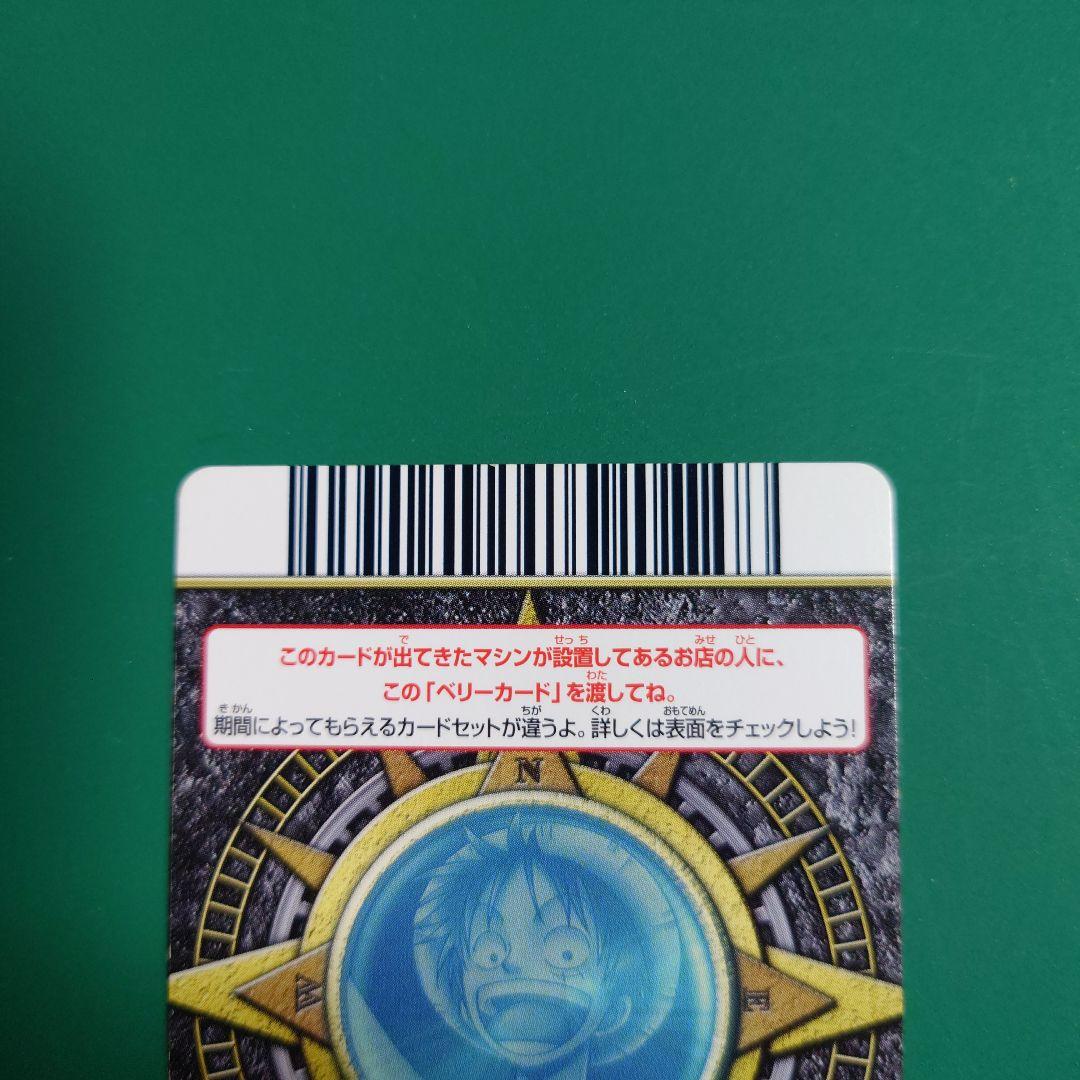 このカードが出てきたマシンが設置してあるお店の人に、
この「ベリーカード」を渡してね。
期間によってもらえるカードセットが違うよ。詳しくは表面をチェックしよう!
N
W
E